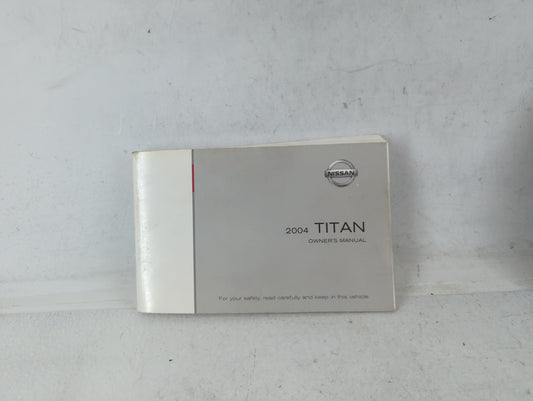 NISSAN
2004 TITAN
OWNER'S MANUAL
For your safety, read carefully and keep in this vehicle.